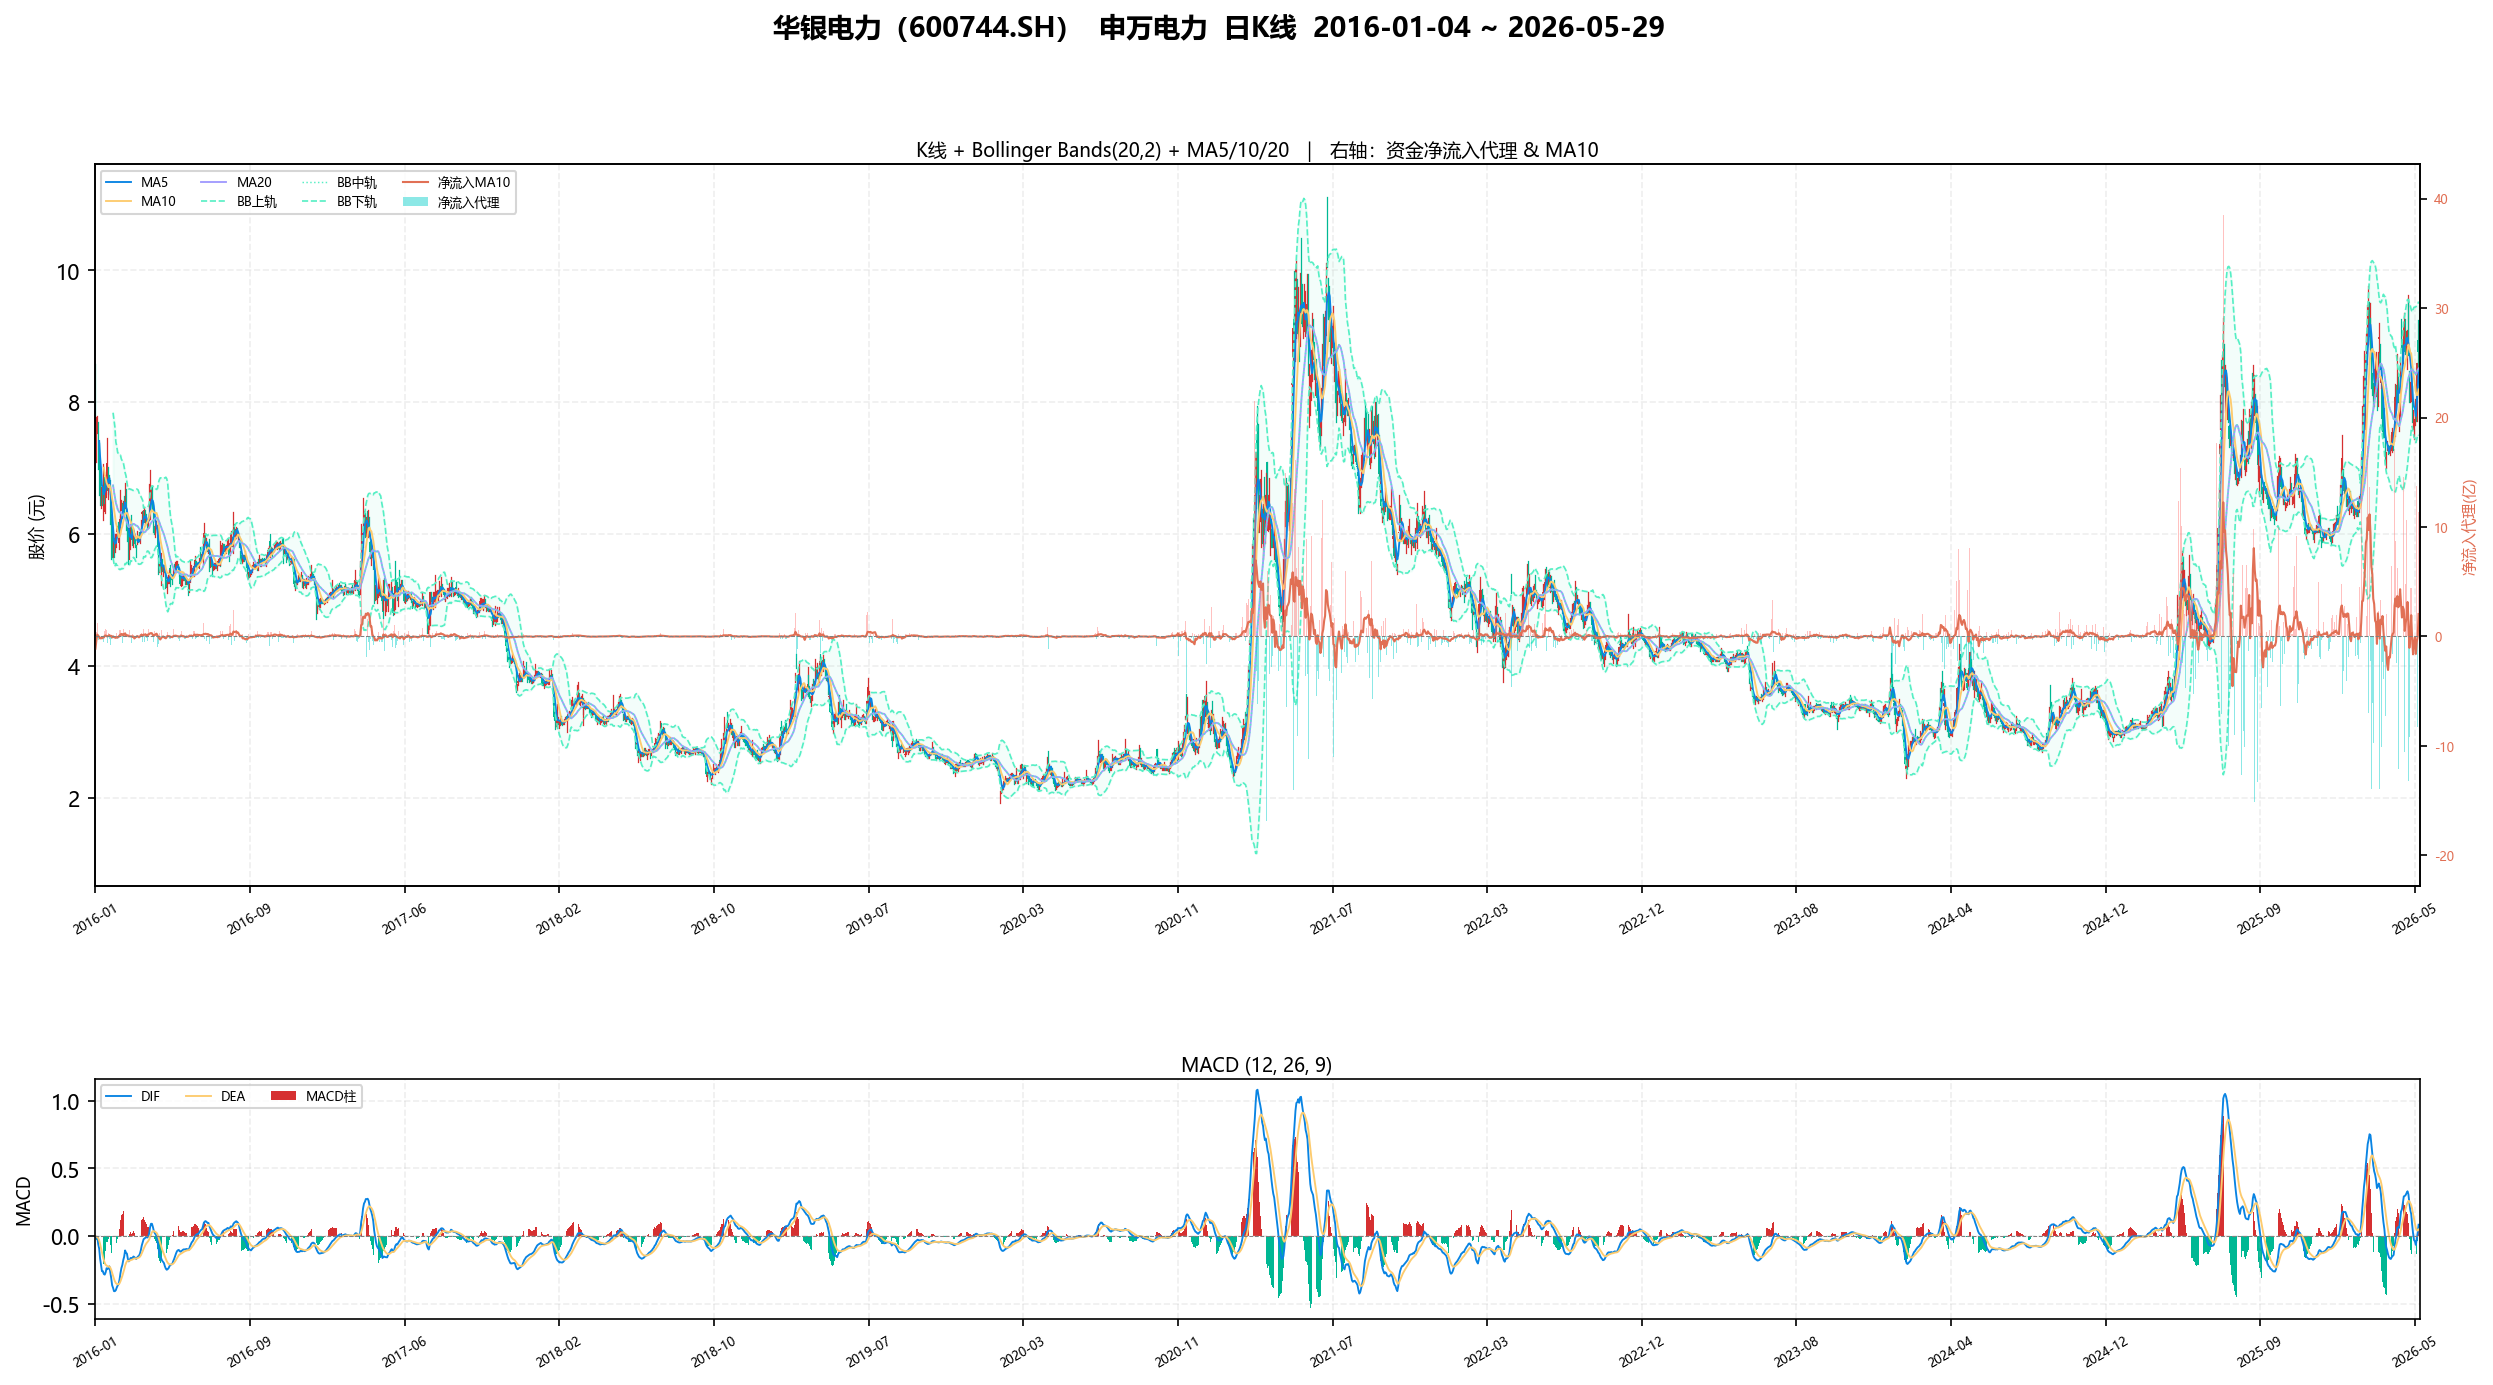 华银电力（600744.SH） 申万电力 日K线 2016-01-04 ~ 2026-05-29
K线 + Bollinger Bands(20,2) + MA5/10/20 | 右轴：资金净流入代理 & MA10
MA5 MA20 BB中轨 净流入MA10
MA10 BB上轨 BB下轨 净流入代理
股价 (元)
10
8
6
4
2
40
30
20
10
0
-10
-20
净流入代理(亿)
2016-01 2016-09 2017-06 2018-02 2018-10 2019-07 2020-03 2020-11 2021-07 2022-03 2022-12 2023-08 2024-04 2024-12 2025-09 2026-05
MACD (12, 26, 9)
DIF DEA MACD柱
MACD
1.0
0.5
0.0
-0.5
2016-01 2016-09 2017-06 2018-02 2018-10 2019-07 2020-03 2020-11 2021-07 2022-03 2022-12 2023-08 2024-04 2024-12 2025-09 2026-05